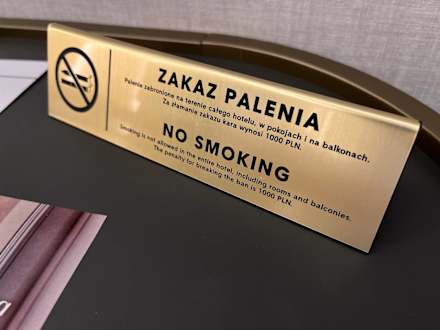 ZAKAZ PALENIA
Palenie zabronione na terenie całego hotelu, w pokojach i na balkonach.
Za złamanie zakazu kara wynosi 1000 PLN.
NO SMOKING
Smoking is not allowed in the entire hotel, including rooms and balconies.
The penalty for breaking the ban is 1000 PLN.